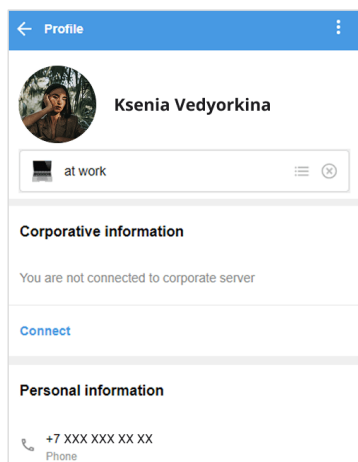 Profile
Ksenia Vedyorkina
at work
Corporative information
You are not connected to corporate server
Connect
Personal information
+7 XXX XXX XX XX
Phone